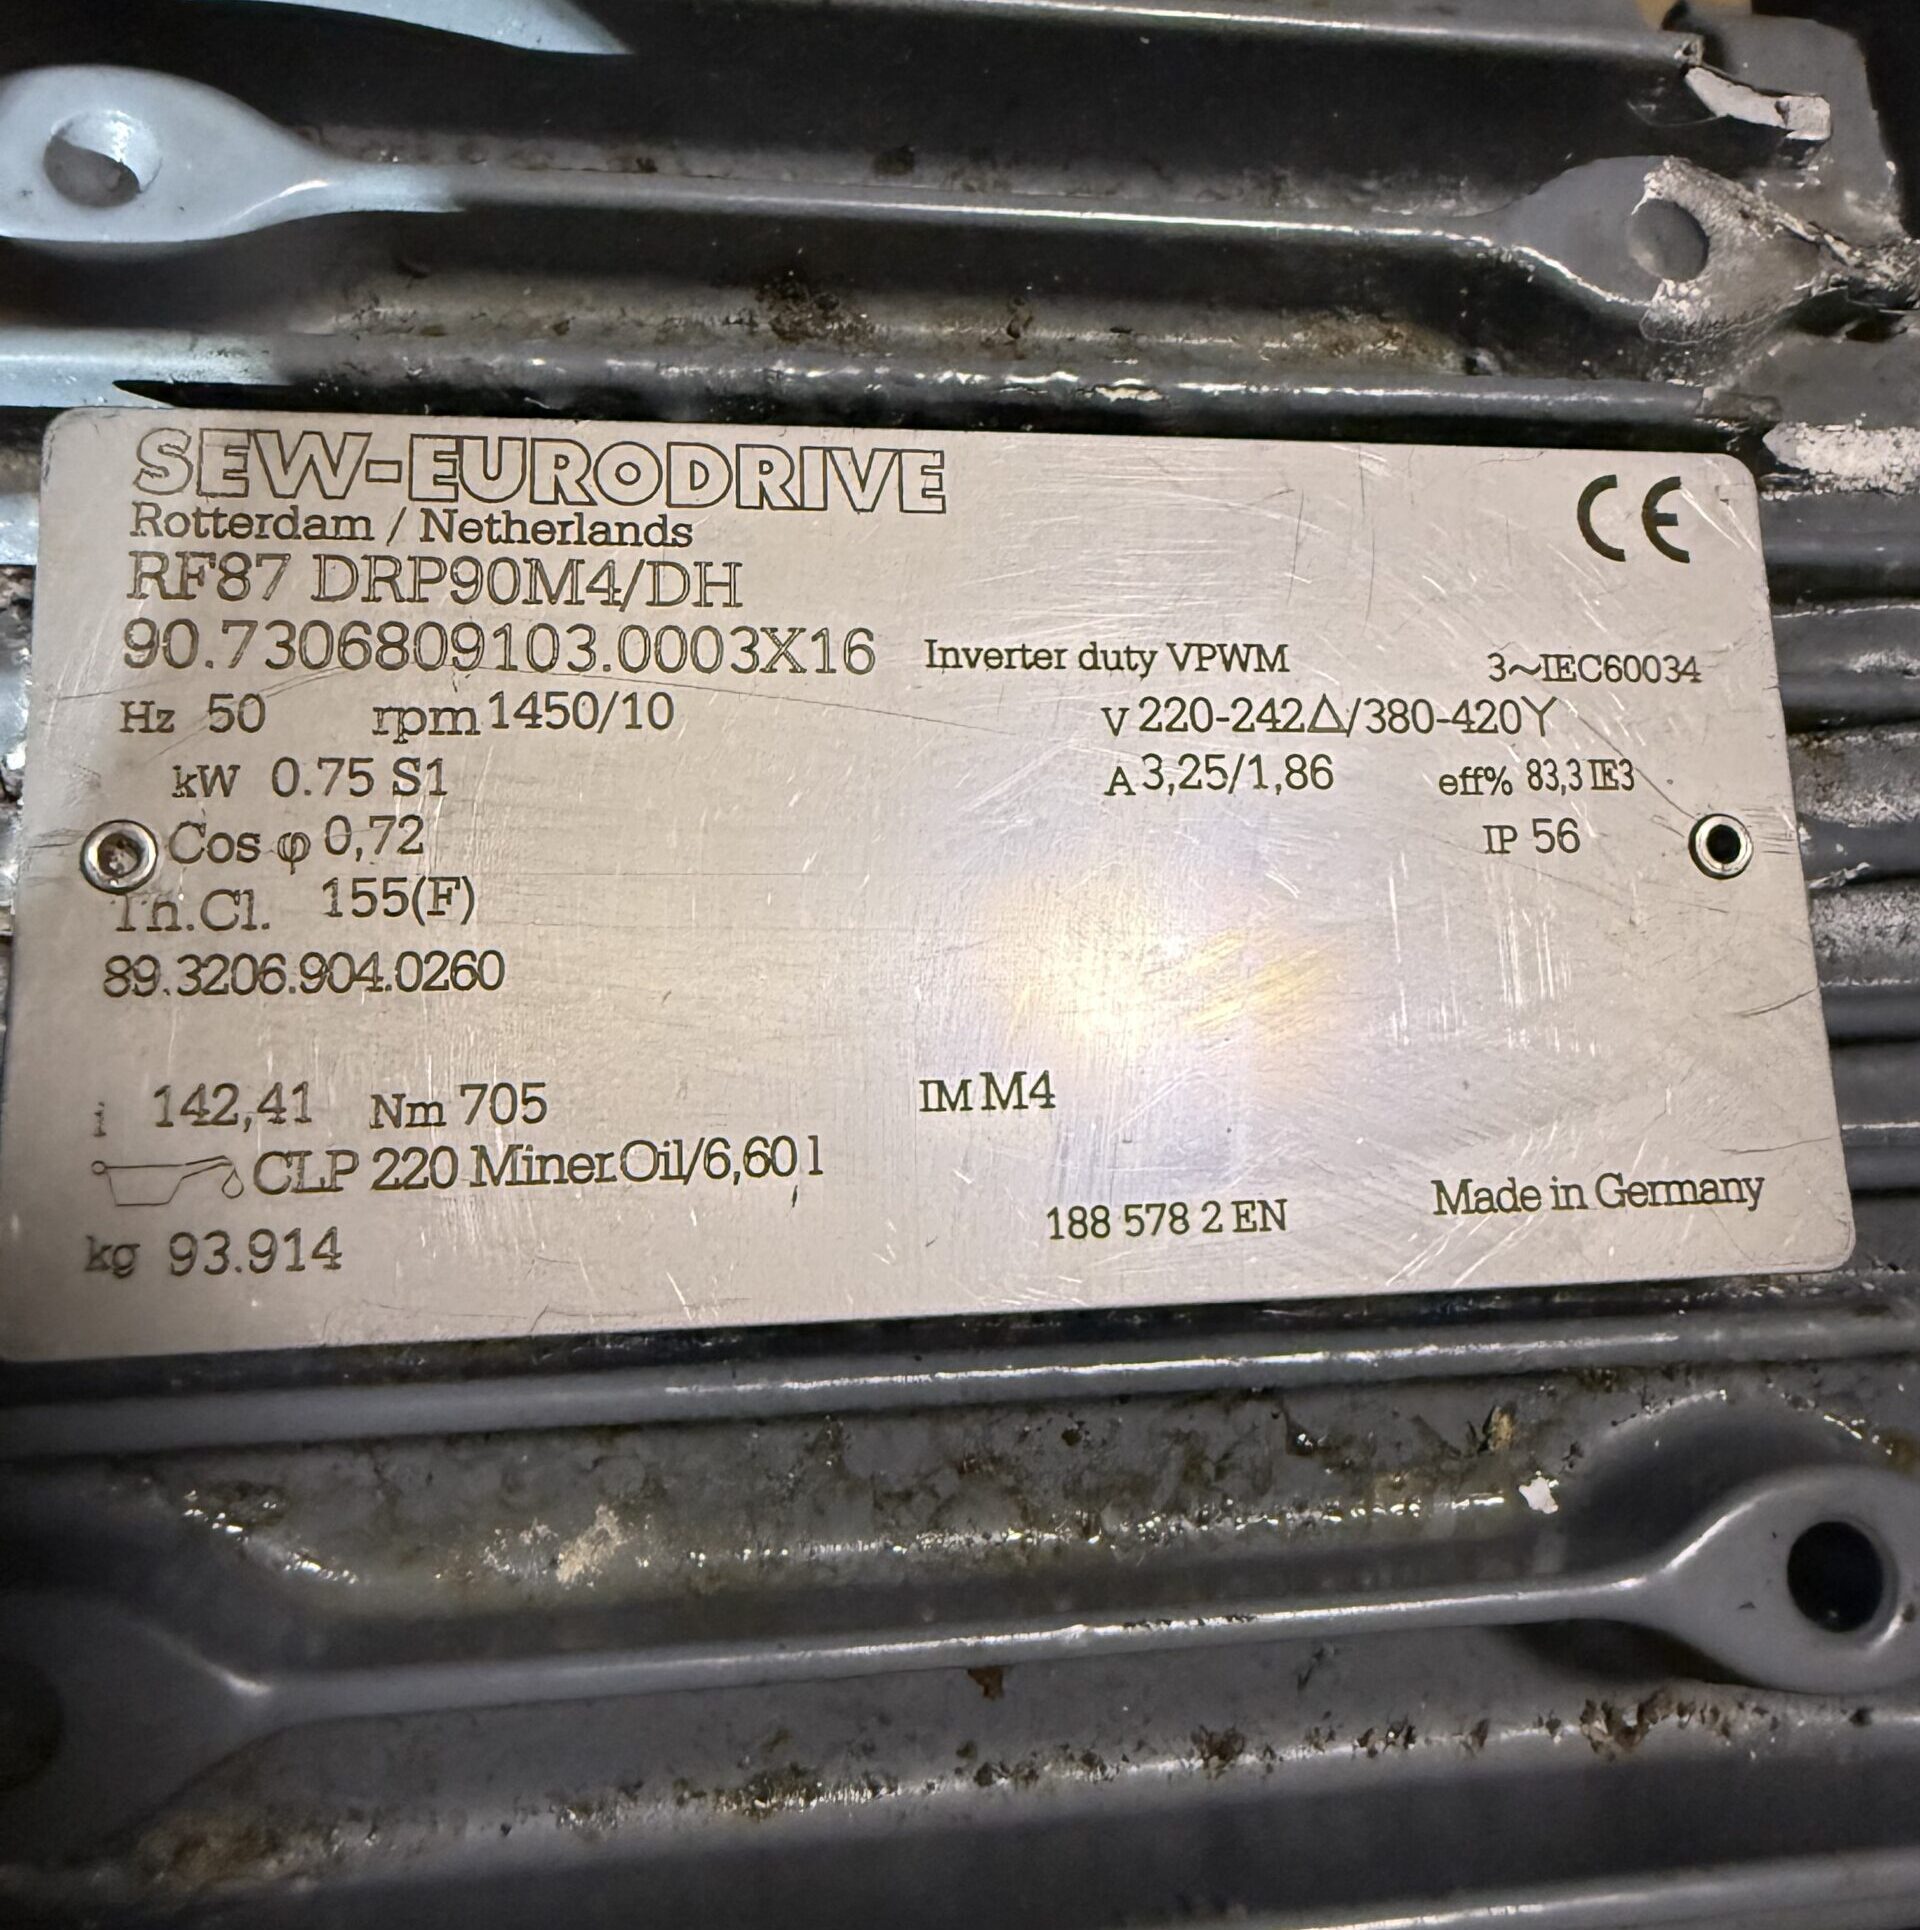 SEW-EURODRIVE
Rotterdam / Netherlands
RF87 DRP90M4/DH
90.7306809103.0003X16 Inverter duty VPWM 3~IEC60034
Hz 50 rpm 1450/10 V 220-242Δ/380-420Y
kW 0.75 S1 A 3,25/1,86 eff% 83,3 IE3
Cos φ 0,72 IP 56
Th.Cl. 155(F)
89.3206.904.0260
i 142,41 Nm 705 IM M4
CLP 220 Miner.Oil/6,60 l
kg 93.914 188 578 2 EN Made in Germany
CE